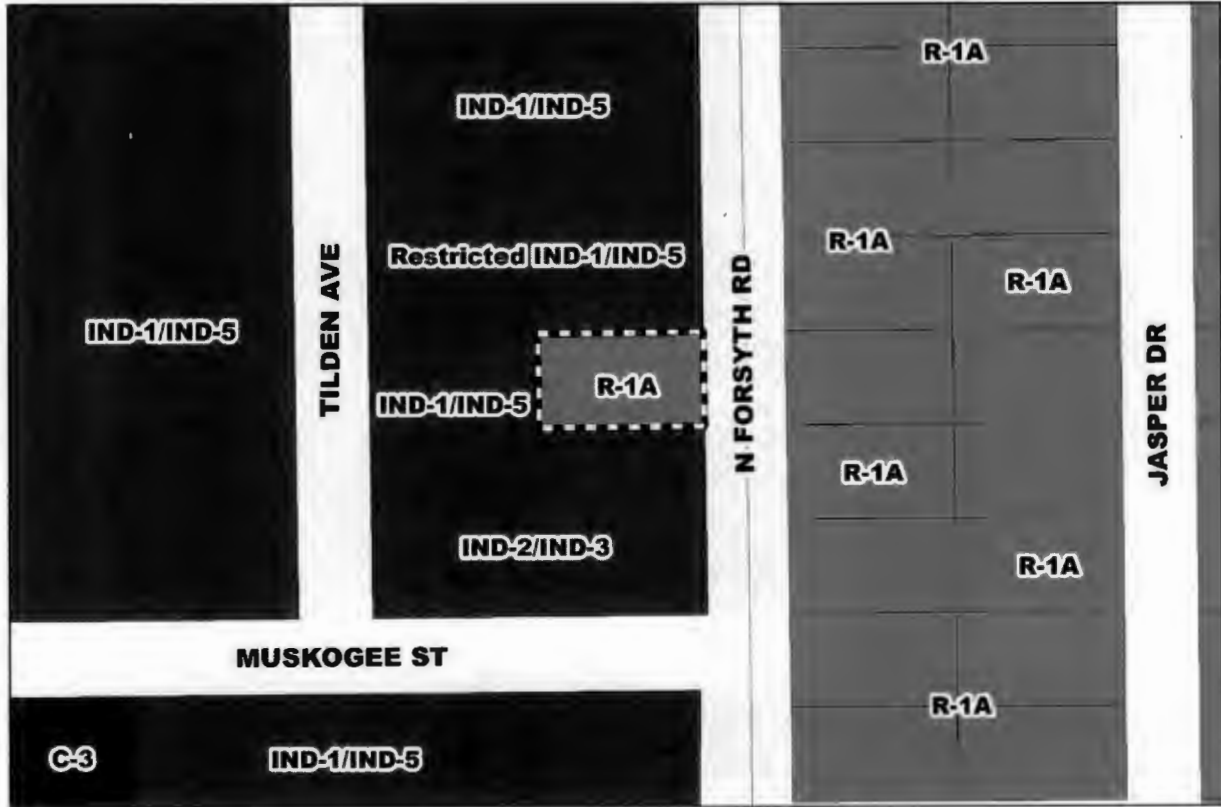 R-1A
IND-1/IND-5
R-1A
Restricted IND-1/IND-5
R-1A
IND-1/IND-5
TILDEN AVE
N FORSYTH RD
JASPER DR
R-1A
IND-1/IND-5
R-1A
IND-2/IND-3
R-1A
MUSKOGEE ST
R-1A
C-3
IND-1/IND-5